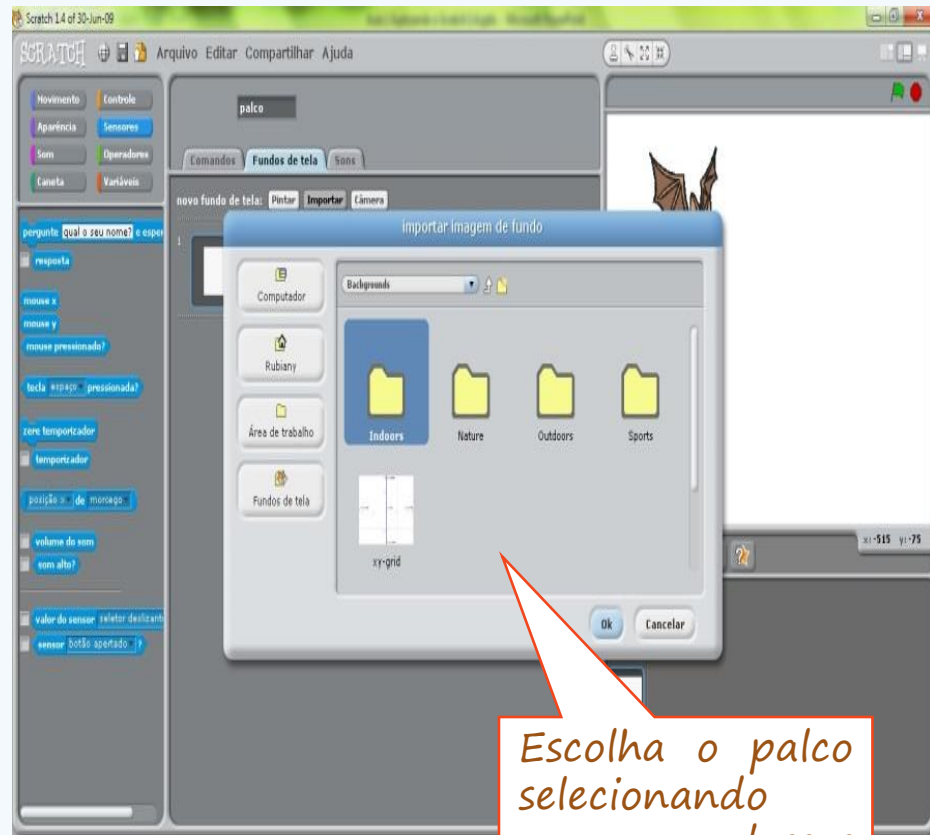 Scratch 1.4 of 30-Jun-09
SCRATCH Arquivo Editar Compartilhar Ajuda
Movimento Controle
Aparência Sensores
Som Operadores
Caneta Variáveis
palco
Comandos Fundos de tela Sons
novo fundo de tela: Pintar Importar Câmera
1
pergunte qual o seu nome? e esper
resposta
mouse x
mouse y
mouse pressionado?
tecla espaço pressionada?
zere temporizador
temporizador
posição x de morcego
volume do som
som alto?
valor do sensor seletor deslizant
sensor botão apertado ?
importar imagem de fundo
Computador
Rubiany
Área de trabalho
Fundos de tela
Backgrounds
Indoors Nature Outdoors Sports
xy-grid
Ok Cancelar
x:-515 y:-75
Escolha o palco
selecionando